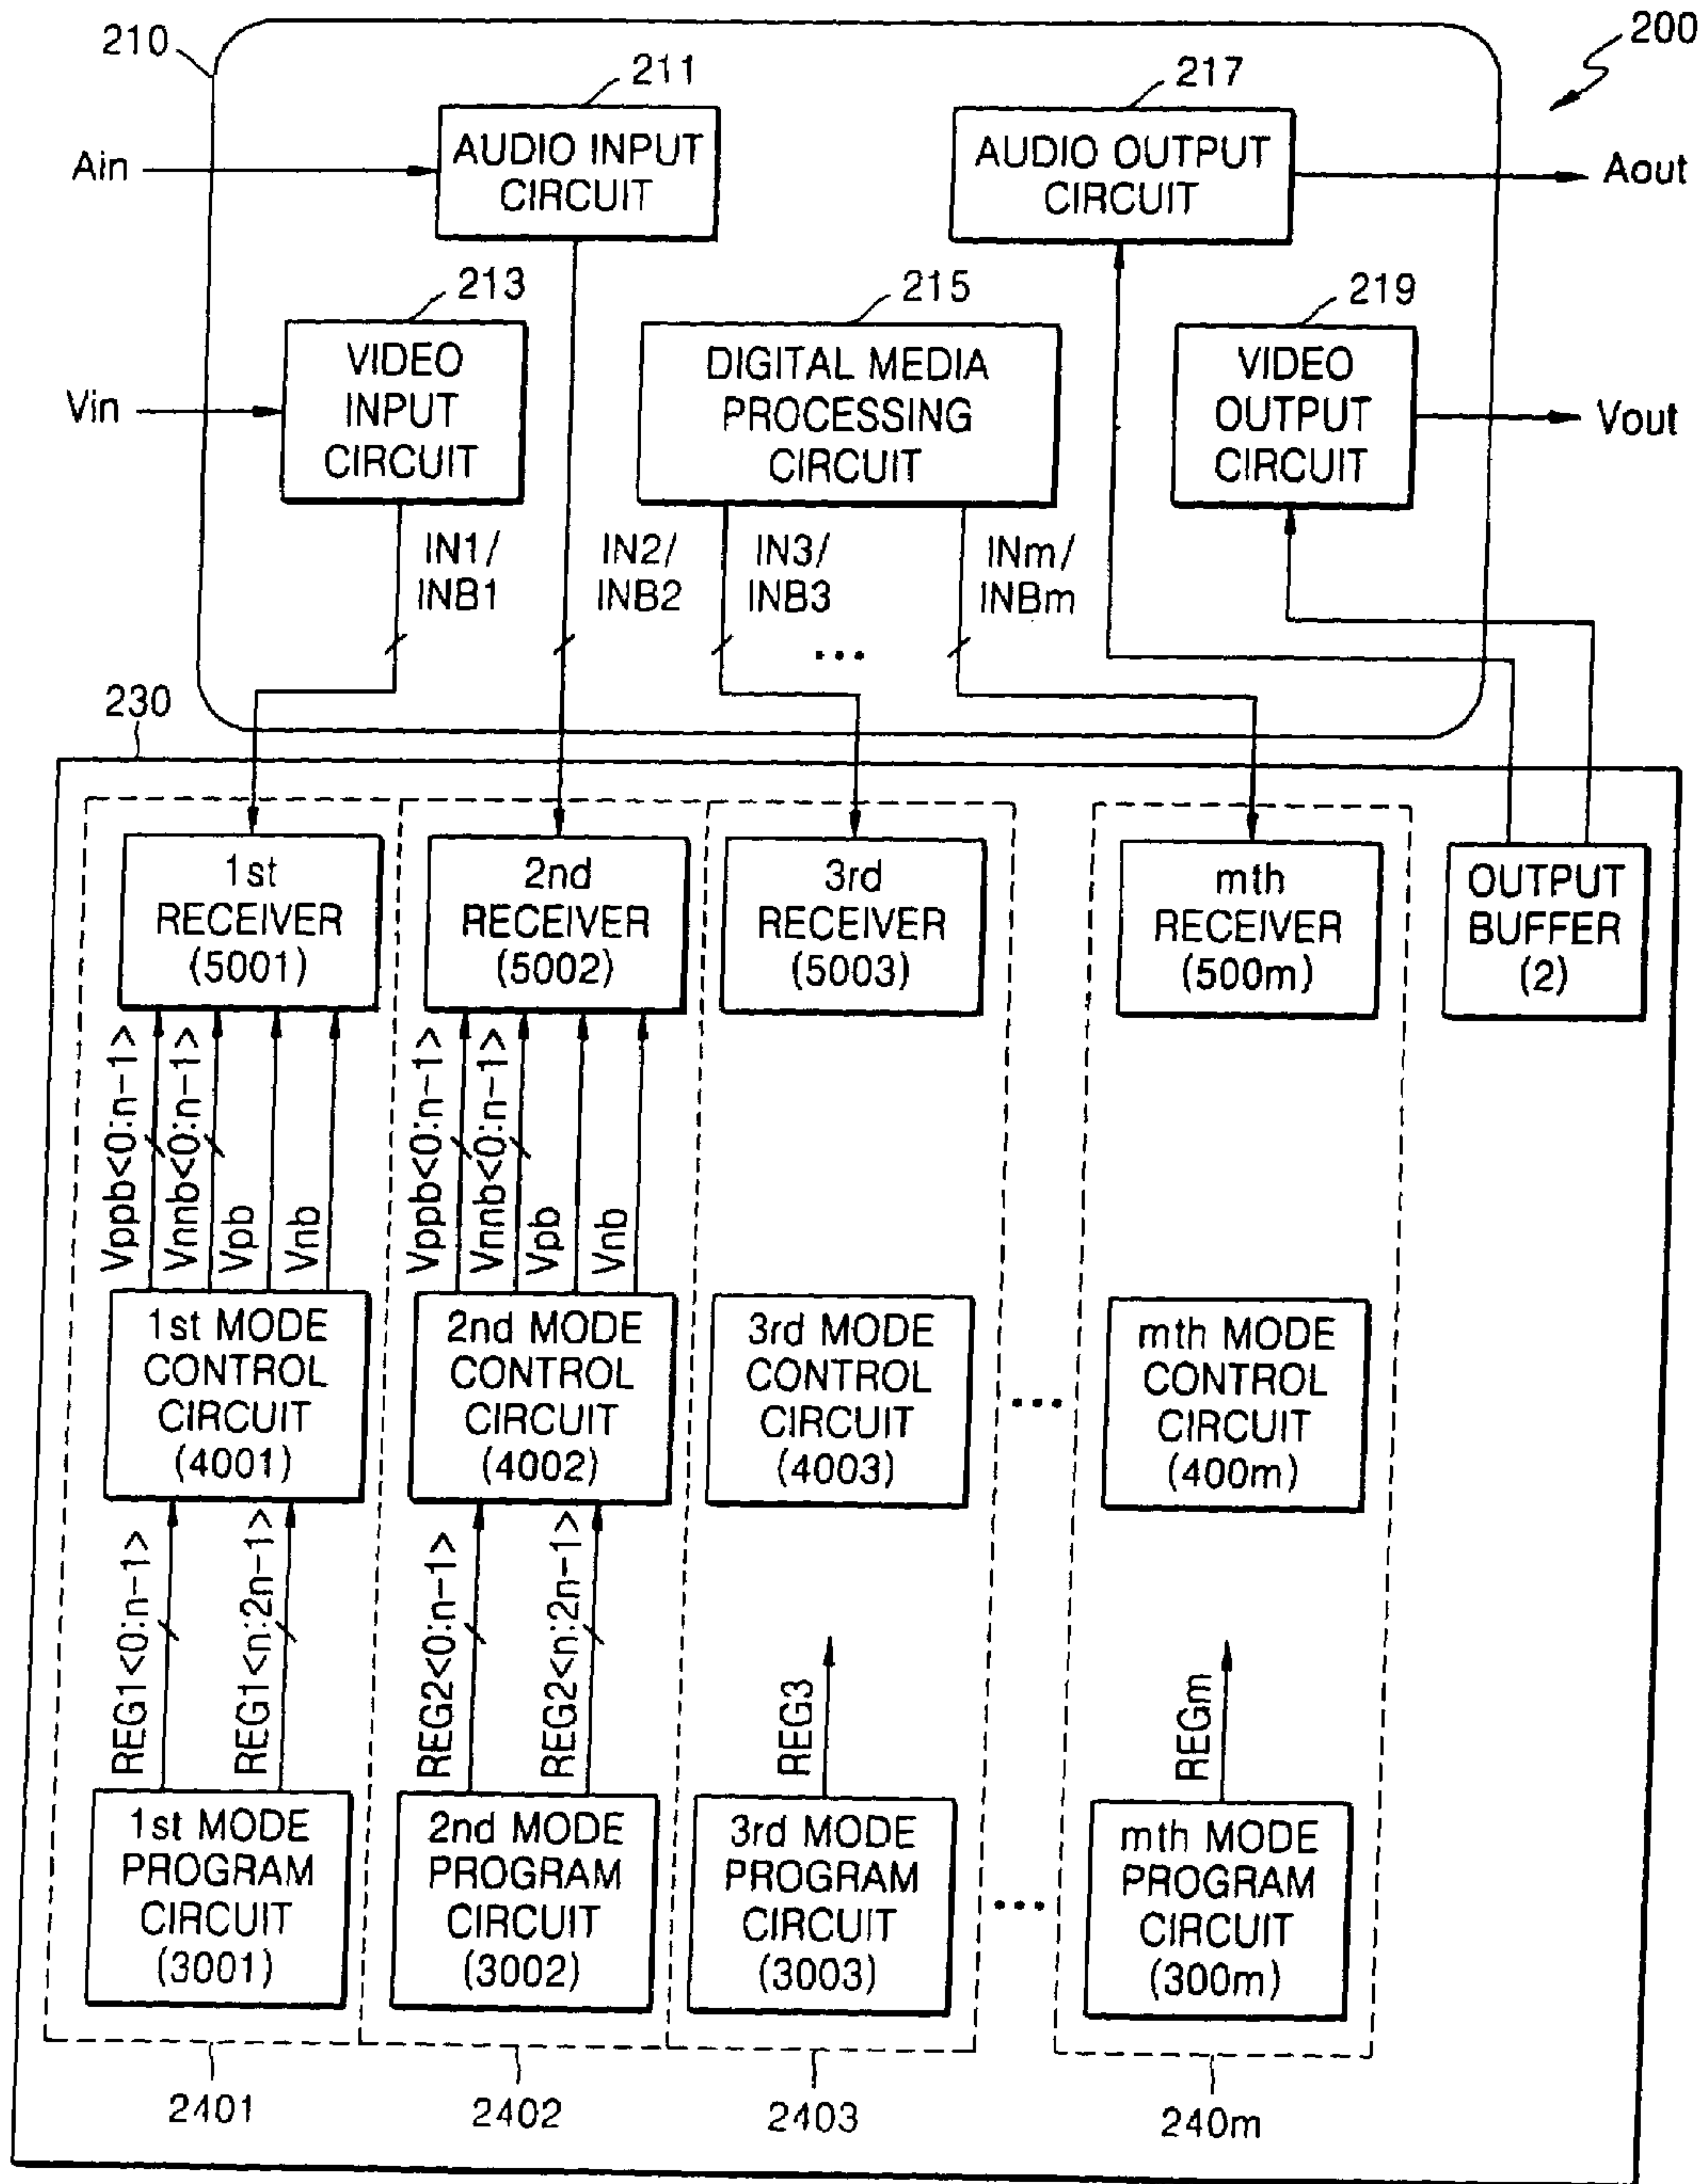 210
200
211
217
AUDIO INPUT
CIRCUIT
AUDIO OUTPUT
CIRCUIT
Ain
Aout
213
215
219
VIDEO
INPUT
CIRCUIT
DIGITAL MEDIA
PROCESSING
CIRCUIT
VIDEO
OUTPUT
CIRCUIT
Vin
Vout
IN1/
INB1
IN2/
INB2
IN3/
INB3
...
INm/
INBm
230
1st
RECEIVER
(5001)
2nd
RECEIVER
(5002)
3rd
RECEIVER
(5003)
mth
RECEIVER
(500m)
OUTPUT
BUFFER
(2)
Vppb<0:n-1>
Vnnb<0:n-1>
Vpb
Vnb
Vppb<0:n-1>
Vnnb<0:n-1>
Vpb
Vnb
1st MODE
CONTROL
CIRCUIT
(4001)
2nd MODE
CONTROL
CIRCUIT
(4002)
3rd MODE
CONTROL
CIRCUIT
(4003)
...
mth MODE
CONTROL
CIRCUIT
(400m)
REG1<0:n-1>
REG1<n:2n-1>
REG2<0:n-1>
REG2<n:2n-1>
REG3
REGm
1st MODE
PROGRAM
CIRCUIT
(3001)
2nd MODE
PROGRAM
CIRCUIT
(3002)
3rd MODE
PROGRAM
CIRCUIT
(3003)
...
mth MODE
PROGRAM
CIRCUIT
(300m)
2401
2402
2403
240m